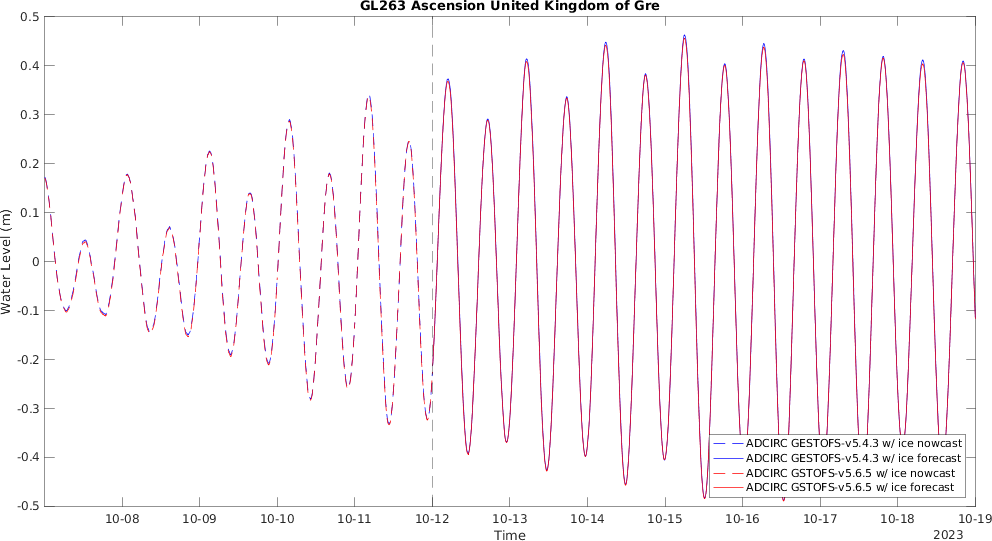 GL263 Ascension United Kingdom of Gre
0.5
0.4
0.3
0.2
0.1
0
-0.1
-0.2
-0.3
-0.4
-0.5
Water Level (m)
ADCIRC GESTOFS-v5.4.3 w/ ice nowcast
ADCIRC GESTOFS-v5.4.3 w/ ice forecast
ADCIRC GSTOFS-v5.6.5 w/ ice nowcast
ADCIRC GSTOFS-v5.6.5 w/ ice forecast
10-08 10-09 10-10 10-11 10-12 10-13 10-14 10-15 10-16 10-17 10-18 10-19
Time
2023